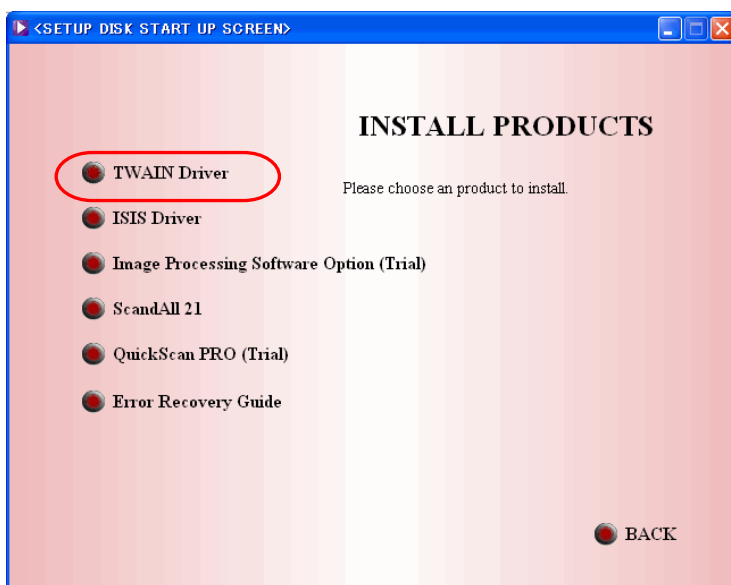 <SETUP DISK START UP SCREEN>
INSTALL PRODUCTS
Please choose an product to install.
TWAIN Driver
ISIS Driver
Image Processing Software Option (Trial)
ScandAll 21
QuickScan PRO (Trial)
Error Recovery Guide
BACK